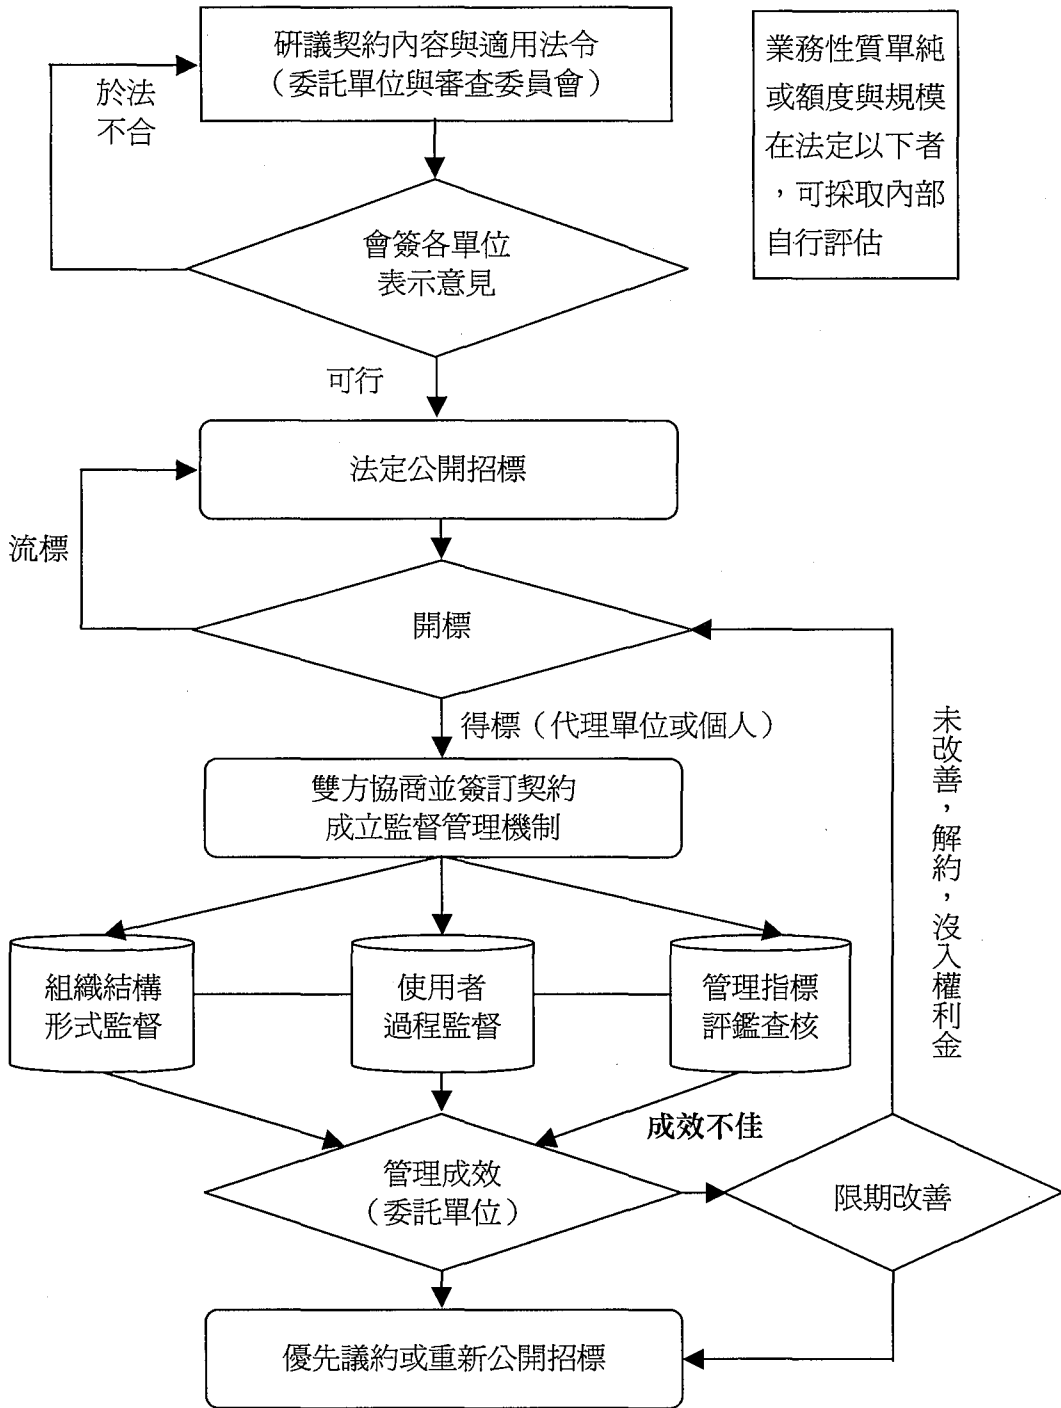 研議契約內容與適用法令
（委託單位與審查委員會）
業務性質單純
或額度與規模
在法定以下者
，可採取內部
自行評估
於法
不合
會簽各單位
表示意見
可行
法定公開招標
流標
開標
得標（代理單位或個人）
未改善，解約，沒入權利金
雙方協商並簽訂契約
成立監督管理機制
組織結構
形式監督
使用者
過程監督
管理指標
評鑑查核
成效不佳
管理成效
（委託單位）
限期改善
優先議約或重新公開招標